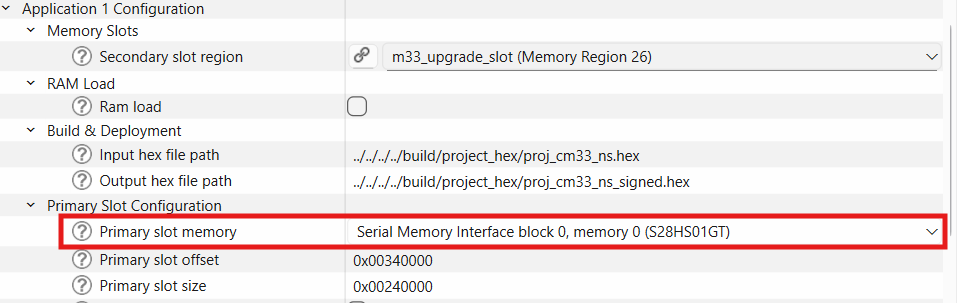 Application 1 Configuration
Memory Slots
? Secondary slot region m33_upgrade_slot (Memory Region 26)
RAM Load
? Ram load
Build & Deployment
? Input hex file path ../../../../build/project_hex/proj_cm33_ns.hex
? Output hex file path ../../../../build/project_hex/proj_cm33_ns_signed.hex
Primary Slot Configuration
? Primary slot memory Serial Memory Interface block 0, memory 0 (S28HS01GT)
? Primary slot offset 0x00340000
? Primary slot size 0x00240000